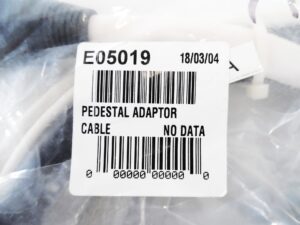 E05019 18/03/04
PEDESTAL ADAPTOR
CABLE NO DATA
0 00000 00000 0